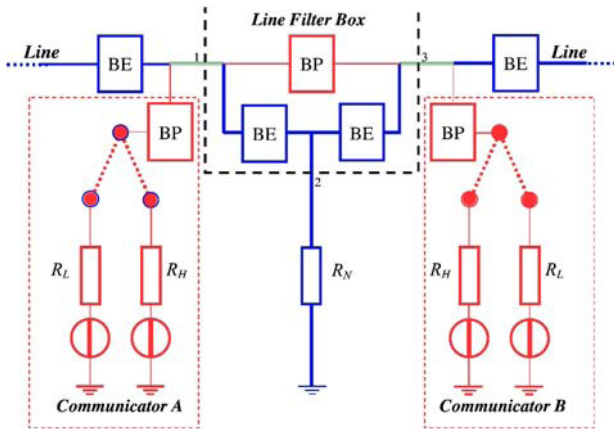 Line Filter Box
Line
BE
1
BP
3
BE
Line
BP
BE
BE
BP
2
R_L
R_H
R_N
R_H
R_L
Communicator A
Communicator B